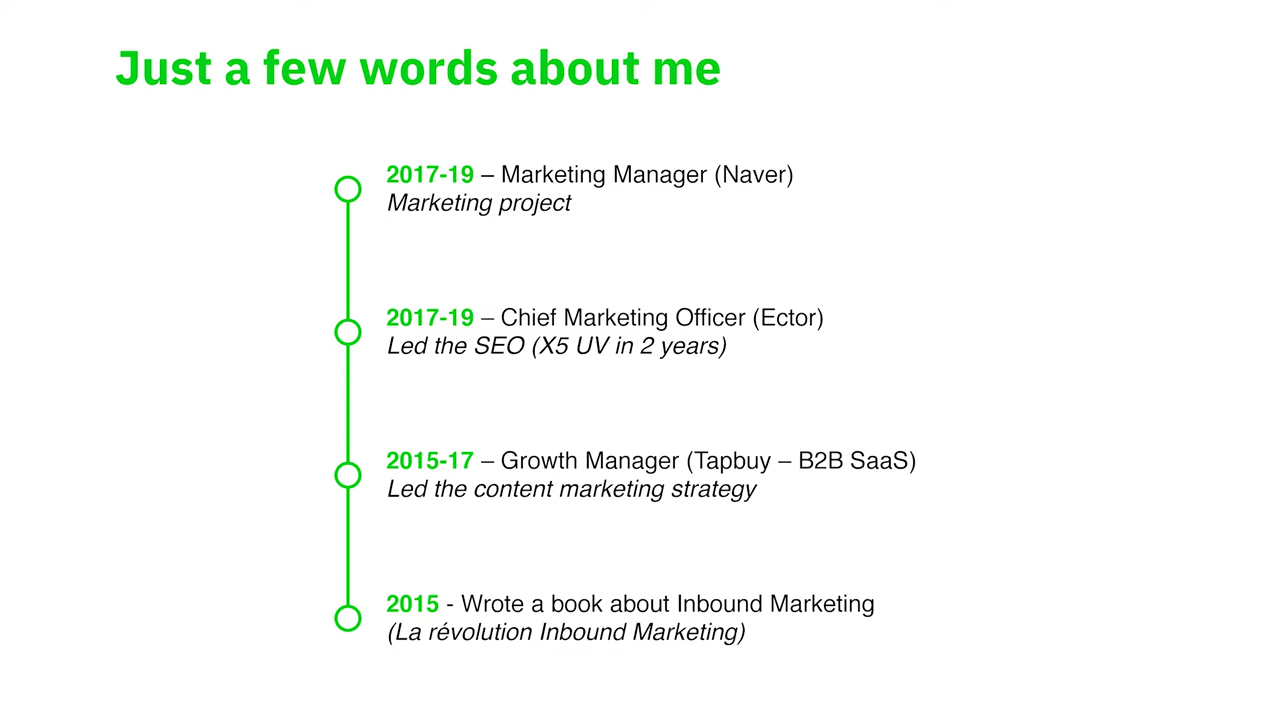 Just a few words about me
2017-19 – Marketing Manager (Naver)
Marketing project
2017-19 – Chief Marketing Officer (Ector)
Led the SEO (X5 UV in 2 years)
2015-17 – Growth Manager (Tapbuy – B2B SaaS)
Led the content marketing strategy
2015 - Wrote a book about Inbound Marketing
(La révolution Inbound Marketing)